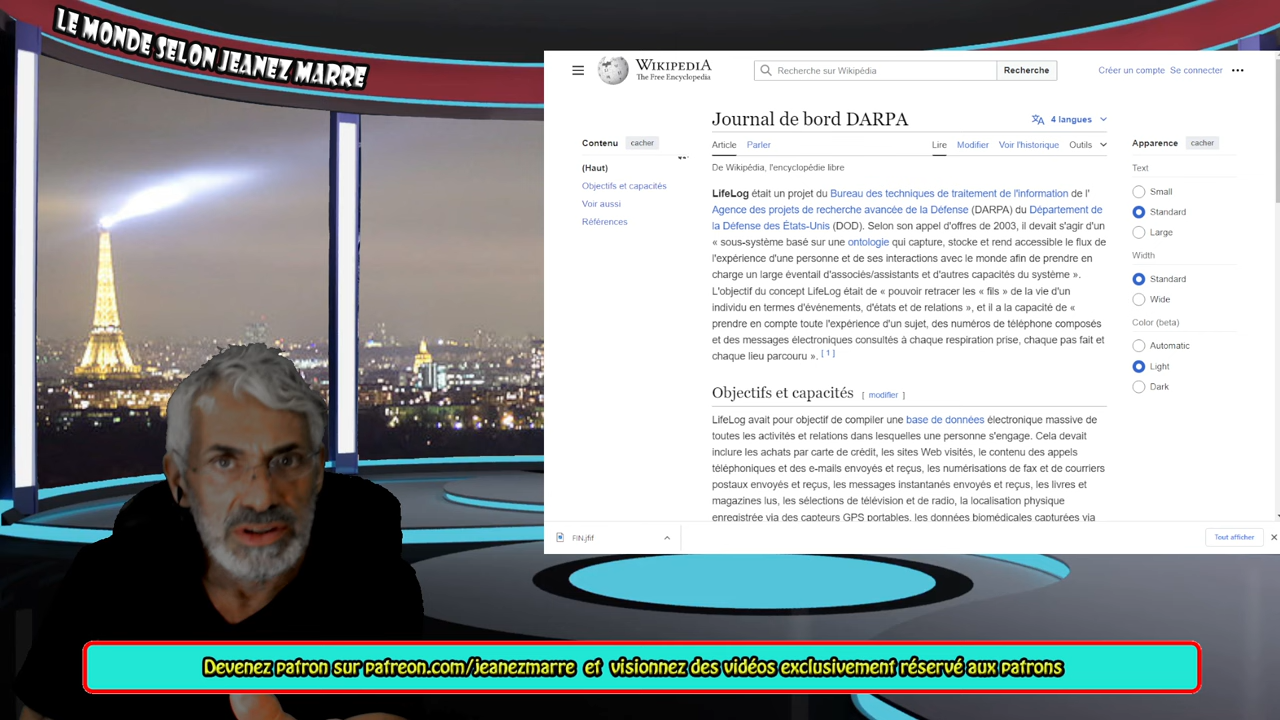 LE MONDE SELON JEANEZ MARRE
WIKIPEDIA
The Free Encyclopedia
Recherche sur Wikipédia
Recherche
Créer un compte Se connecter
Journal de bord DARPA
4 langues
Contenu cacher
(Haut)
Objectifs et capacités
Voir aussi
Références
Article Parler
Lire Modifier Voir l'historique Outils
De Wikipédia, l'encyclopédie libre
LifeLog était un projet du Bureau des techniques de traitement de l'information de l'
Agence des projets de recherche avancée de la Défense (DARPA) du Département de
la Défense des États-Unis (DOD). Selon son appel d'offres de 2003, il devait s'agir d'un
« sous-système basé sur une ontologie qui capture, stocke et rend accessible le flux de
l'expérience d'une personne et de ses interactions avec le monde afin de prendre en
charge un large éventail d'associés/assistants et d'autres capacités du système ».
L'objectif du concept LifeLog était de « pouvoir retracer les « fils » de la vie d'un
individu en termes d'événements, d'états et de relations », et il a la capacité de «
prendre en compte toute l'expérience d'un sujet, des numéros de téléphone composés
et des messages électroniques consultés à chaque respiration prise, chaque pas fait et
chaque lieu parcouru ». [ 1 ]
Objectifs et capacités [ modifier ]
LifeLog avait pour objectif de compiler une base de données électronique massive de
toutes les activités et relations dans lesquelles une personne s'engage. Cela devait
inclure les achats par carte de crédit, les sites Web visités, le contenu des appels
téléphoniques et des e-mails envoyés et reçus, les numérisations de fax et de courriers
postaux envoyés et reçus, les messages instantanés envoyés et reçus, les livres et
magazines lus, les sélections de télévision et de radio, la localisation physique
enregistrée via des capteurs GPS portables, les données biomédicales capturées via
Apparence cacher
Text
Small
Standard
Large
Width
Standard
Wide
Color (beta)
Automatic
Light
Dark
FIN.jfif
Tout afficher
Devenez patron sur patreon.com/jeanezmarre et visionnez des vidéos exclusivement réservé aux patrons